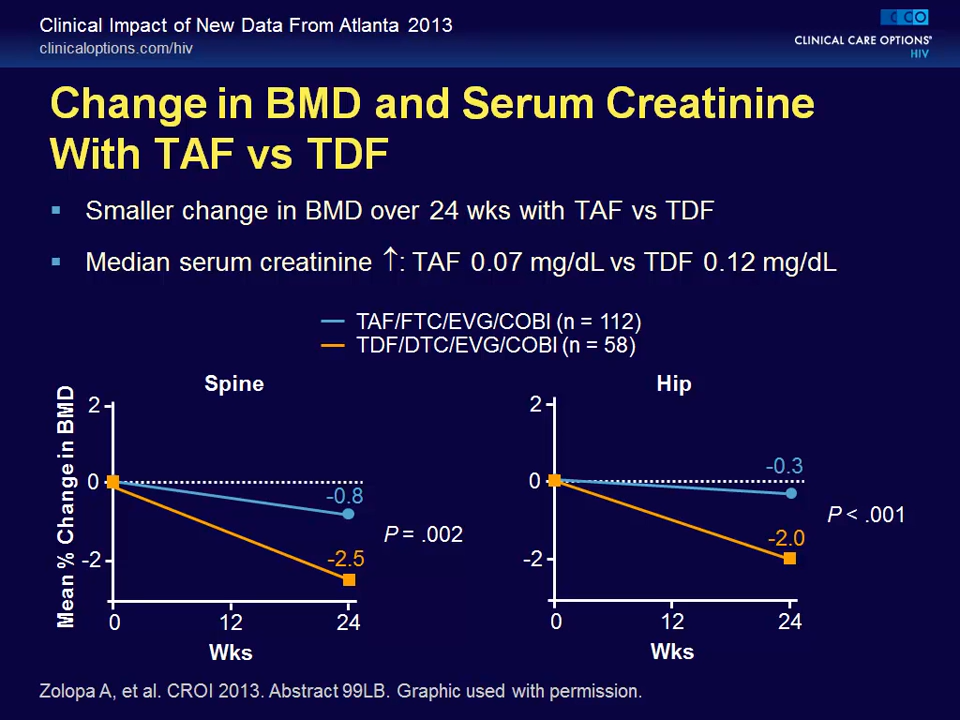 Clinical Impact of New Data From Atlanta 2013
clinicaloptions.com/hiv
CCO
CLINICAL CARE OPTIONS®
HIV
Change in BMD and Serum Creatinine
With TAF vs TDF
▪ Smaller change in BMD over 24 wks with TAF vs TDF
▪ Median serum creatinine ↑: TAF 0.07 mg/dL vs TDF 0.12 mg/dL
TAF/FTC/EVG/COBI (n = 112)
TDF/DTC/EVG/COBI (n = 58)
Spine
Mean % Change in BMD
2
0
-2
-0.8
-2.5
P = .002
0 12 24
Wks
Hip
2
0
-2
-0.3
-2.0
P < .001
0 12 24
Wks
Zolopa A, et al. CROI 2013. Abstract 99LB. Graphic used with permission.